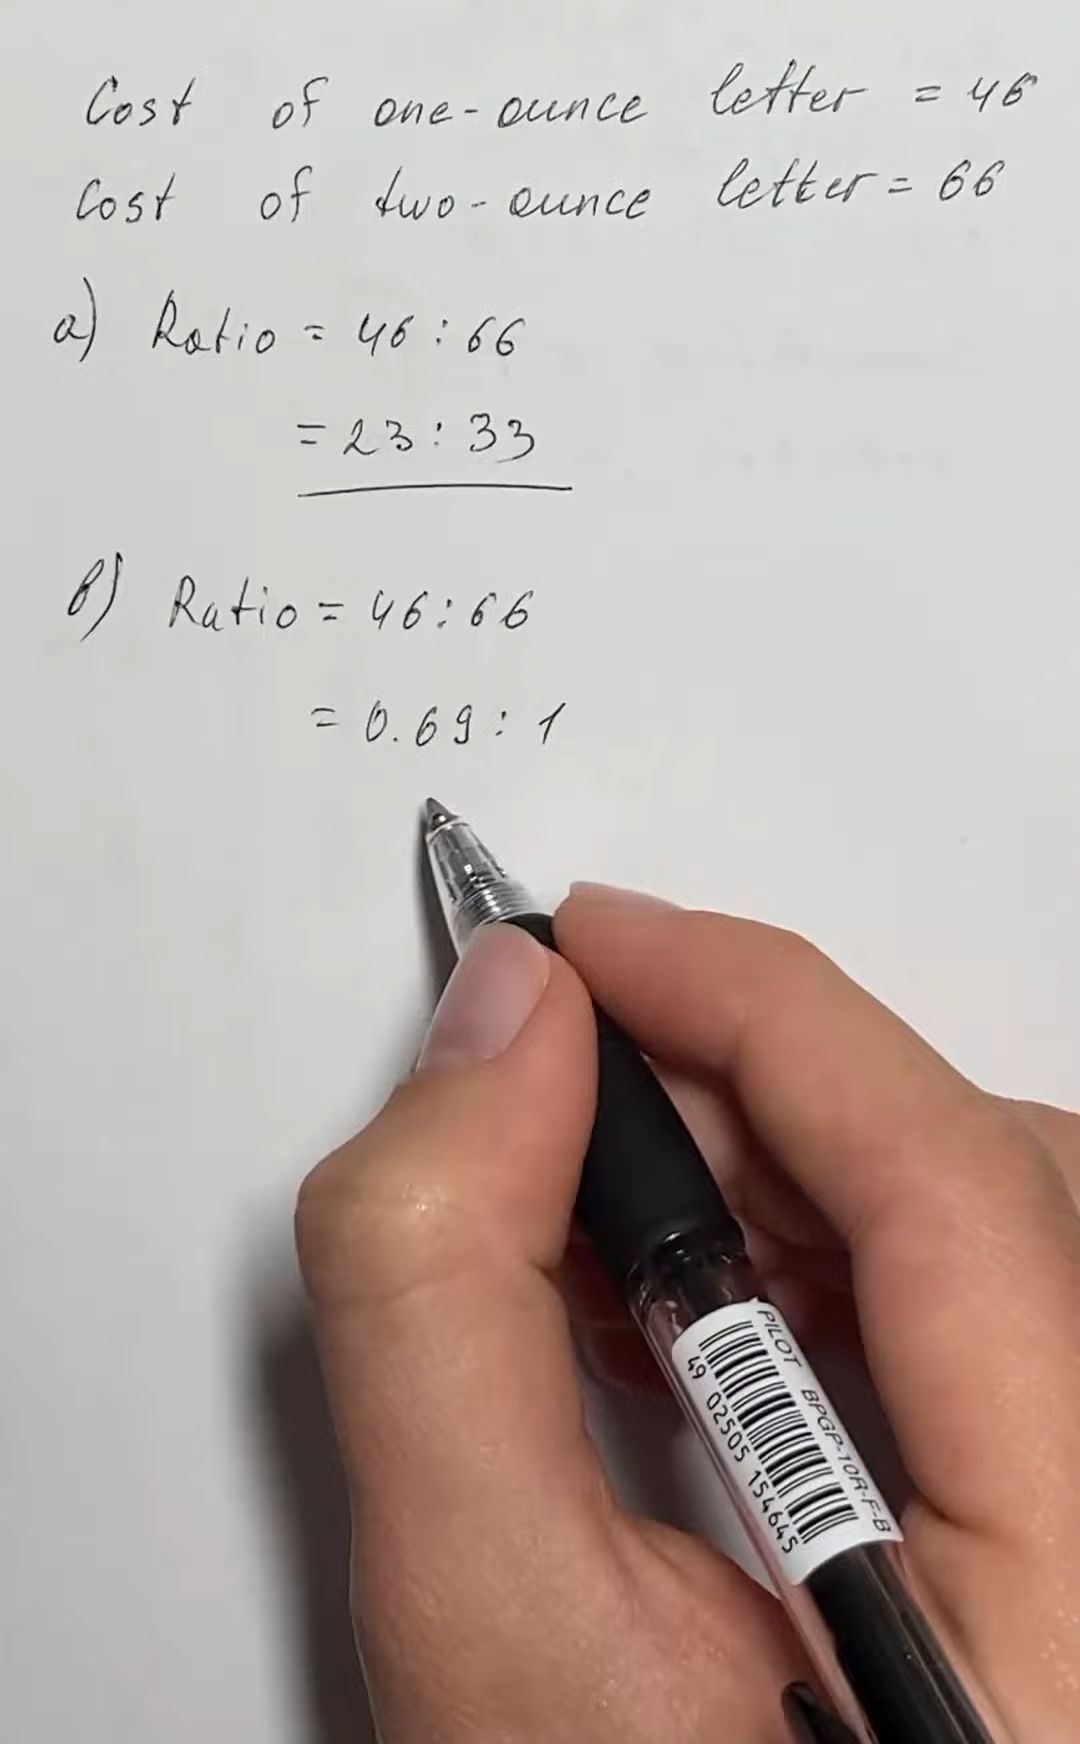 Cost of one-ounce letter = 46
Cost of two-ounce letter = 66
a) Ratio = 46 : 66
= 23 : 33
b) Ratio = 46 : 66
= 0.69 : 1
PILOT BPGP-10R-F-B
49 02505 154645